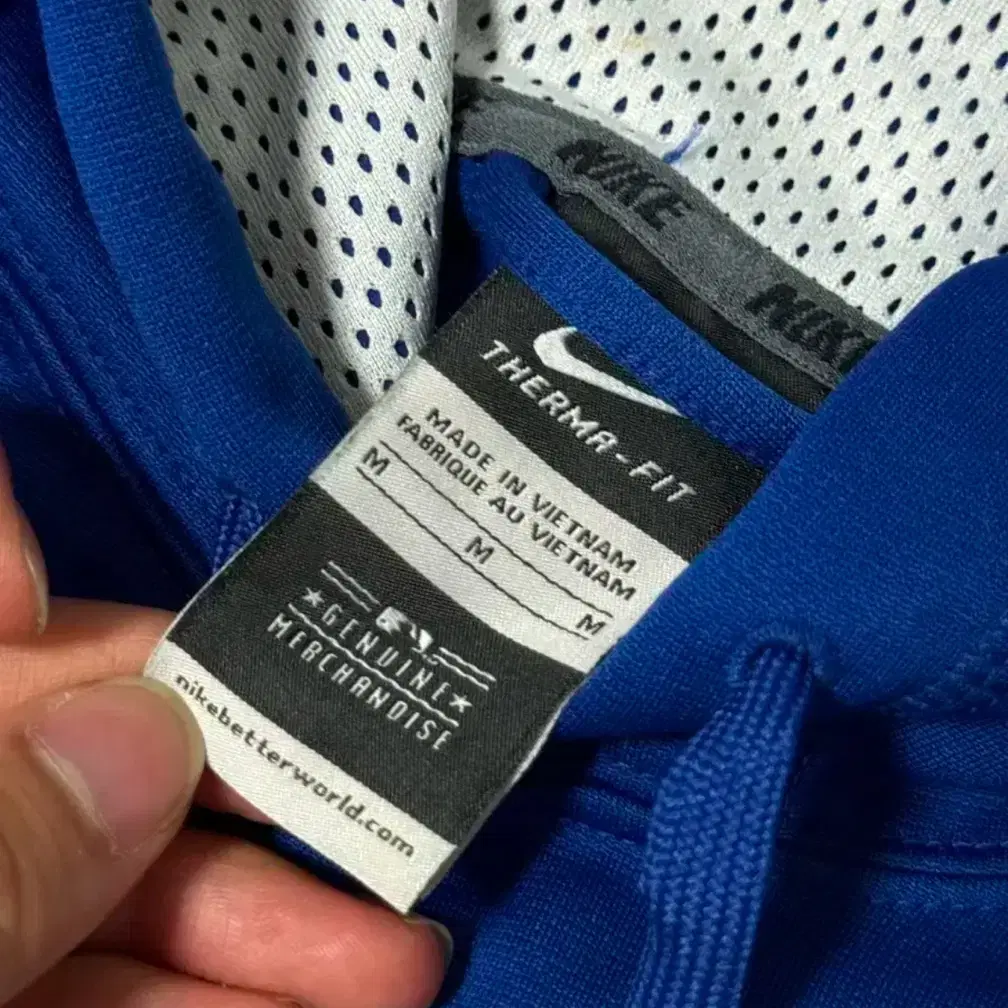 NIKE
NIKE
THERMA-FIT
MADE IN VIETNAM
FABRIQUE AU VIETNAM
M M M
GENUINE
MERCHANDISE
nikebetterworld.com